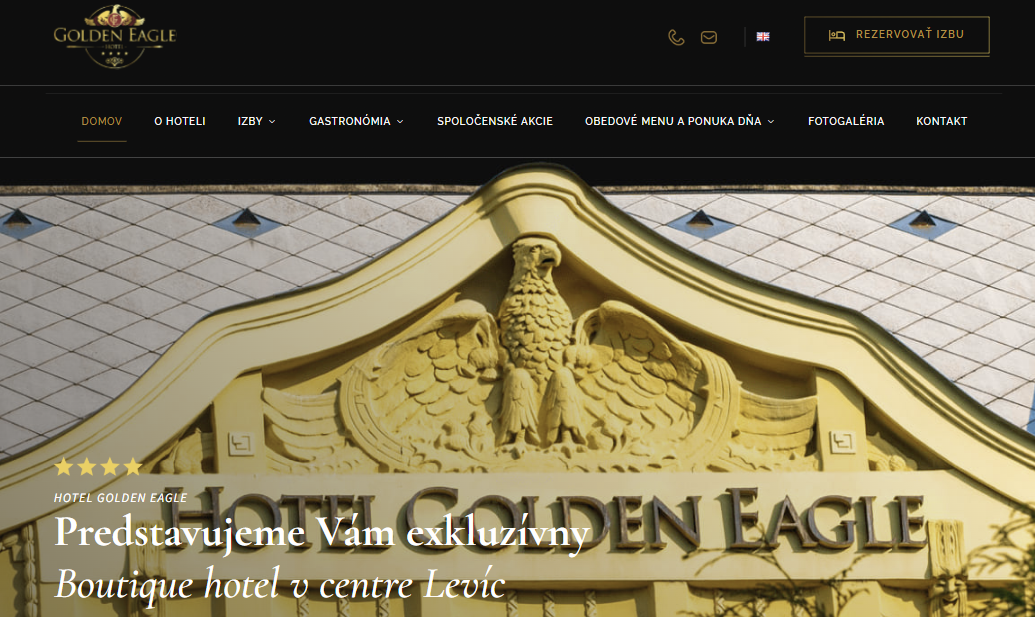 GOLDEN EAGLE
HOTEL
REZERVOVAŤ IZBU
DOMOV
O HOTELI
IZBY
GASTRONÓMIA
SPOLOČENSKÉ AKCIE
OBEDOVÉ MENU A PONUKA DŇA
FOTOGALÉRIA
KONTAKT
HOTEL GOLDEN EAGLE
HOTEL GOLDEN EAGLE
Predstavujeme Vám exkluzívny
Boutique hotel v centre Levíc